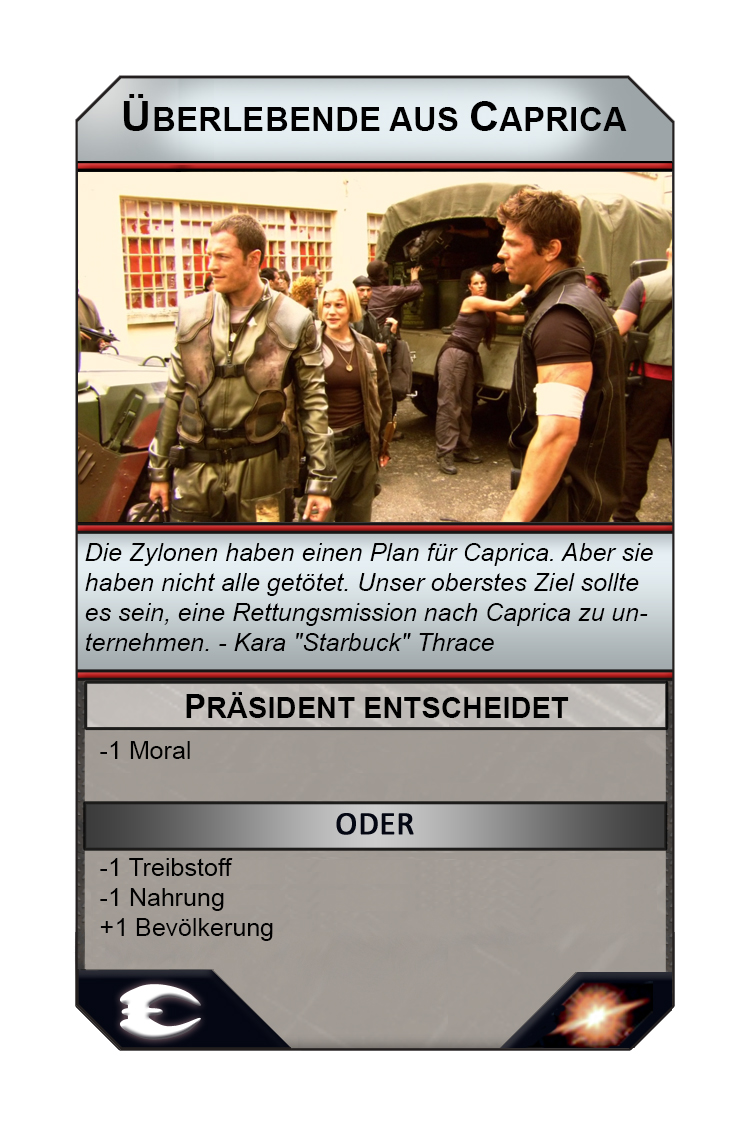 ÜBERLEBENDE AUS CAPRICA
Die Zylonen haben einen Plan für Caprica. Aber sie
haben nicht alle getötet. Unser oberstes Ziel sollte
es sein, eine Rettungsmission nach Caprica zu un-
ternehmen. - Kara "Starbuck" Thrace
PRÄSIDENT ENTSCHEIDET
-1 Moral
ODER
-1 Treibstoff
-1 Nahrung
+1 Bevölkerung